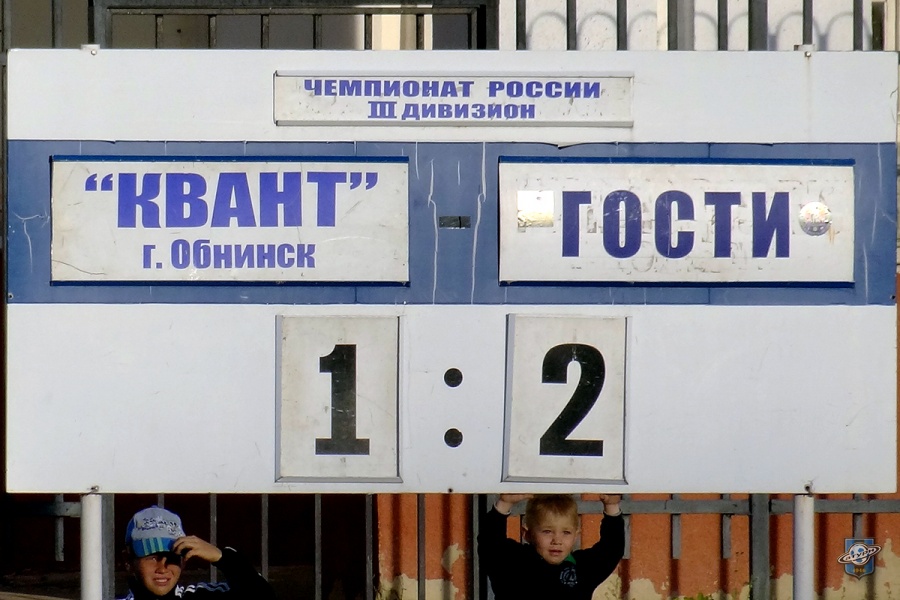 ЧЕМПИОНАТ РОССИИ
III ДИВИЗИОН
“КВАНТ”
г. Обнинск
-
ГОСТИ
1 : 2